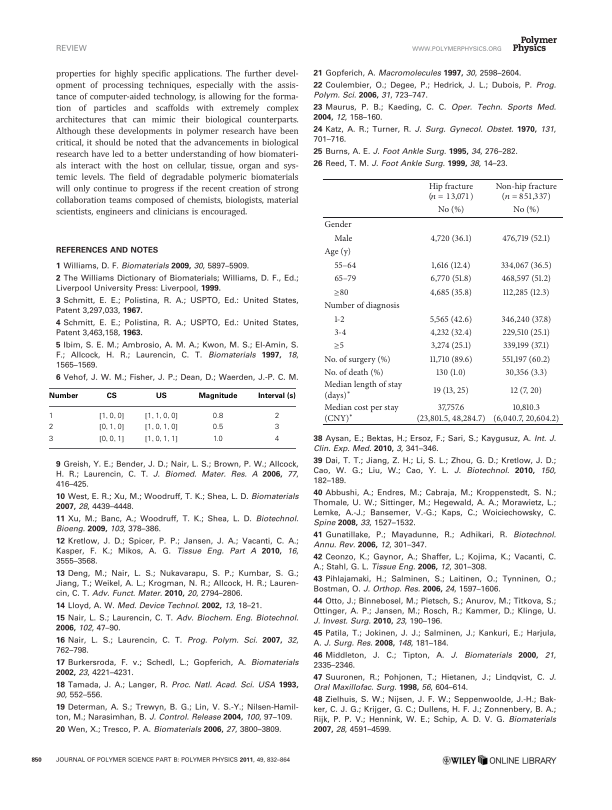 REVIEW
WWW.POLYMERPHYSICS.ORG
Polymer
Physics
properties for highly specific applications. The further devel-
opment of processing techniques, especially with the assis-
tance of computer-aided technology, is allowing for the forma-
tion of particles and scaffolds with extremely complex
architectures that can mimic their biological counterparts.
Although these developments in polymer research have been
critical, it should be noted that the advancements in biological
research have led to a better understanding of how biomateri-
als interact with the host on cellular, tissue, organ and sys-
temic levels. The field of degradable polymeric biomaterials
will only continue to progress if the recent creation of strong
collaboration teams composed of chemists, biologists, material
scientists, engineers and clinicians is encouraged.
REFERENCES AND NOTES
1 Williams, D. F. Biomaterials 2009, 30, 5897–5909.
2 The Williams Dictionary of Biomaterials; Williams, D. F., Ed.;
Liverpool University Press: Liverpool, 1999.
3 Schmitt, E. E.; Polistina, R. A.; USPTO, Ed.: United States,
Patent 3,297,033, 1967.
4 Schmitt, E. E.; Polistina, R. A.; USPTO, Ed.: United States,
Patent 3,463,158, 1963.
5 Ibim, S. E. M.; Ambrosio, A. M. A.; Kwon, M. S.; El-Amin, S.
F.; Allcock, H. R.; Laurencin, C. T. Biomaterials 1997, 18,
1565–1569.
6 Vehof, J. W. M.; Fisher, J. P.; Dean, D.; Waerden, J.-P. C. M.
Number CS US Magnitude Interval (s)
1 [1, 0, 0] [1, 1, 0, 0] 0.8 2
2 [0, 1, 0] [0, 1, 0, 1, 0] 0.5 3
3 [0, 0, 1] [0, 1, 0, 1, 1] 1.0 4
9 Greish, Y. E.; Bender, J. D.; Nair, L. S.; Brown, P. W.; Allcock,
H. R.; Laurencin, C. T. J. Biomed. Mater. Res. A 2006, 77,
416–425.
10 West, E. R.; Xu, M.; Woodruff, T. K.; Shea, L. D. Biomaterials
2007, 28, 4439–4448.
11 Xu, M.; Banc, A.; Woodruff, T. K.; Shea, L. D. Biotechnol.
Bioeng. 2009, 103, 378–386.
12 Kretlow, J. D.; Spicer, P. P.; Jansen, J. A.; Vacanti, C. A.;
Kasper, F. K.; Mikos, A. G. Tissue Eng. Part A 2010, 16,
3555–3568.
13 Deng, M.; Nair, L. S.; Nukavarapu, S. P.; Kumbar, S. G.;
Jiang, T.; Weikel, A. L.; Krogman, N. R.; Allcock, H. R.; Lauren-
cin, C. T. Adv. Funct. Mater. 2010, 20, 2794–2806.
14 Lloyd, A. W. Med. Device Technol. 2002, 13, 18–21.
15 Nair, L. S.; Laurencin, C. T. Adv. Biochem. Eng. Biotechnol.
2006, 102, 47–90.
16 Nair, L. S.; Laurencin, C. T. Prog. Polym. Sci. 2007, 32,
762–798.
17 Burkersroda, F. v.; Schedl, L.; Gopferich, A. Biomaterials
2002, 23, 4221–4231.
18 Tamada, J. A.; Langer, R. Proc. Natl. Acad. Sci. USA 1993,
90, 552–556.
19 Determan, A. S.; Trewyn, B. G.; Lin, V. S.-Y.; Nilsen-Hamil-
ton, M.; Narasimhan, B. J. Control. Release 2004, 100, 97–109.
20 Wen, X.; Tresco, P. A. Biomaterials 2006, 27, 3800–3809.
21 Gopferich, A. Macromolecules 1997, 30, 2598–2604.
22 Coulembier, O.; Degee, P.; Hedrick, J. L.; Dubois, P. Prog.
Polym. Sci. 2006, 31, 723–747.
23 Maurus, P. B.; Kaeding, C. C. Oper. Techn. Sports Med.
2004, 12, 158–160.
24 Katz, A. R.; Turner, R. J. Surg. Gynecol. Obstet. 1970, 131,
701–716.
25 Burns, A. E. J. Foot Ankle Surg. 1995, 34, 276–282.
26 Reed, T. M. J. Foot Ankle Surg. 1999, 38, 14–23.
Hip fracture Non-hip fracture
(n = 13,071) (n = 851,337)
No (%) No (%)
Gender
Male 4,720 (36.1) 476,719 (52.1)
Age (y)
55–64 1,616 (12.4) 334,067 (36.5)
65–79 6,770 (51.8) 468,597 (51.2)
≥80 4,685 (35.8) 112,285 (12.3)
Number of diagnosis
1-2 5,565 (42.6) 346,240 (37.8)
3-4 4,232 (32.4) 229,510 (25.1)
≥5 3,274 (25.1) 339,199 (37.1)
No. of surgery (%) 11,710 (89.6) 551,197 (60.2)
No. of death (%) 130 (1.0) 30,356 (3.3)
Median length of stay
(days)* 19 (13, 25) 12 (7, 20)
Median cost per stay 37,757.6 10,810.3
(CNY)* (23,801.5, 48,284.7) (6,040.7, 20,604.2)
38 Aysan, E.; Bektas, H.; Ersoz, F.; Sari, S.; Kaygusuz, A. Int. J.
Clin. Exp. Med. 2010, 3, 341–346.
39 Dai, T. T.; Jiang, Z. H.; Li, S. L.; Zhou, G. D.; Kretlow, J. D.;
Cao, W. G.; Liu, W.; Cao, Y. L. J. Biotechnol. 2010, 150,
182–189.
40 Abbushi, A.; Endres, M.; Cabraja, M.; Kroppenstedt, S. N.;
Thomale, U. W.; Sittinger, M.; Hegewald, A. A.; Morawietz, L.;
Lemke, A.-J.; Bansemer, V.-G.; Kaps, C.; Woiciechowsky, C.
Spine 2008, 33, 1527–1532.
41 Gunatillake, P.; Mayadunne, R.; Adhikari, R. Biotechnol.
Annu. Rev. 2006, 12, 301–347.
42 Ceonzo, K.; Gaynor, A.; Shaffer, L.; Kojima, K.; Vacanti, C.
A.; Stahl, G. L. Tissue Eng. 2006, 12, 301–308.
43 Pihlajamaki, H.; Salminen, S.; Laitinen, O.; Tynninen, O.;
Bostman, O. J. Orthop. Res. 2006, 24, 1597–1606.
44 Otto, J.; Binnebosel, M.; Pietsch, S.; Anurov, M.; Titkova, S.;
Ottinger, A. P.; Jansen, M.; Rosch, R.; Kammer, D.; Klinge, U.
J. Invest. Surg. 2010, 23, 190–196.
45 Patila, T.; Jokinen, J. J.; Salminen, J.; Kankuri, E.; Harjula,
A. J. Surg. Res. 2008, 148, 181–184.
46 Middleton, J. C.; Tipton, A. J. Biomaterials 2000, 21,
2335–2346.
47 Suuronen, R.; Pohjonen, T.; Hietanen, J.; Lindqvist, C. J.
Oral Maxillofac. Surg. 1998, 56, 604–614.
48 Zielhuis, S. W.; Nijsen, J. F. W.; Seppenwoolde, J.-H.; Bak-
ker, C. J. G.; Krijger, G. C.; Dullens, H. F. J.; Zonnenbery, B. A.;
Rijk, P. P. V.; Hennink, W. E.; Schip, A. D. V. G. Biomaterials
2007, 28, 4591–4599.
850 JOURNAL OF POLYMER SCIENCE PART B: POLYMER PHYSICS 2011, 49, 832–864
WILEY ONLINE LIBRARY